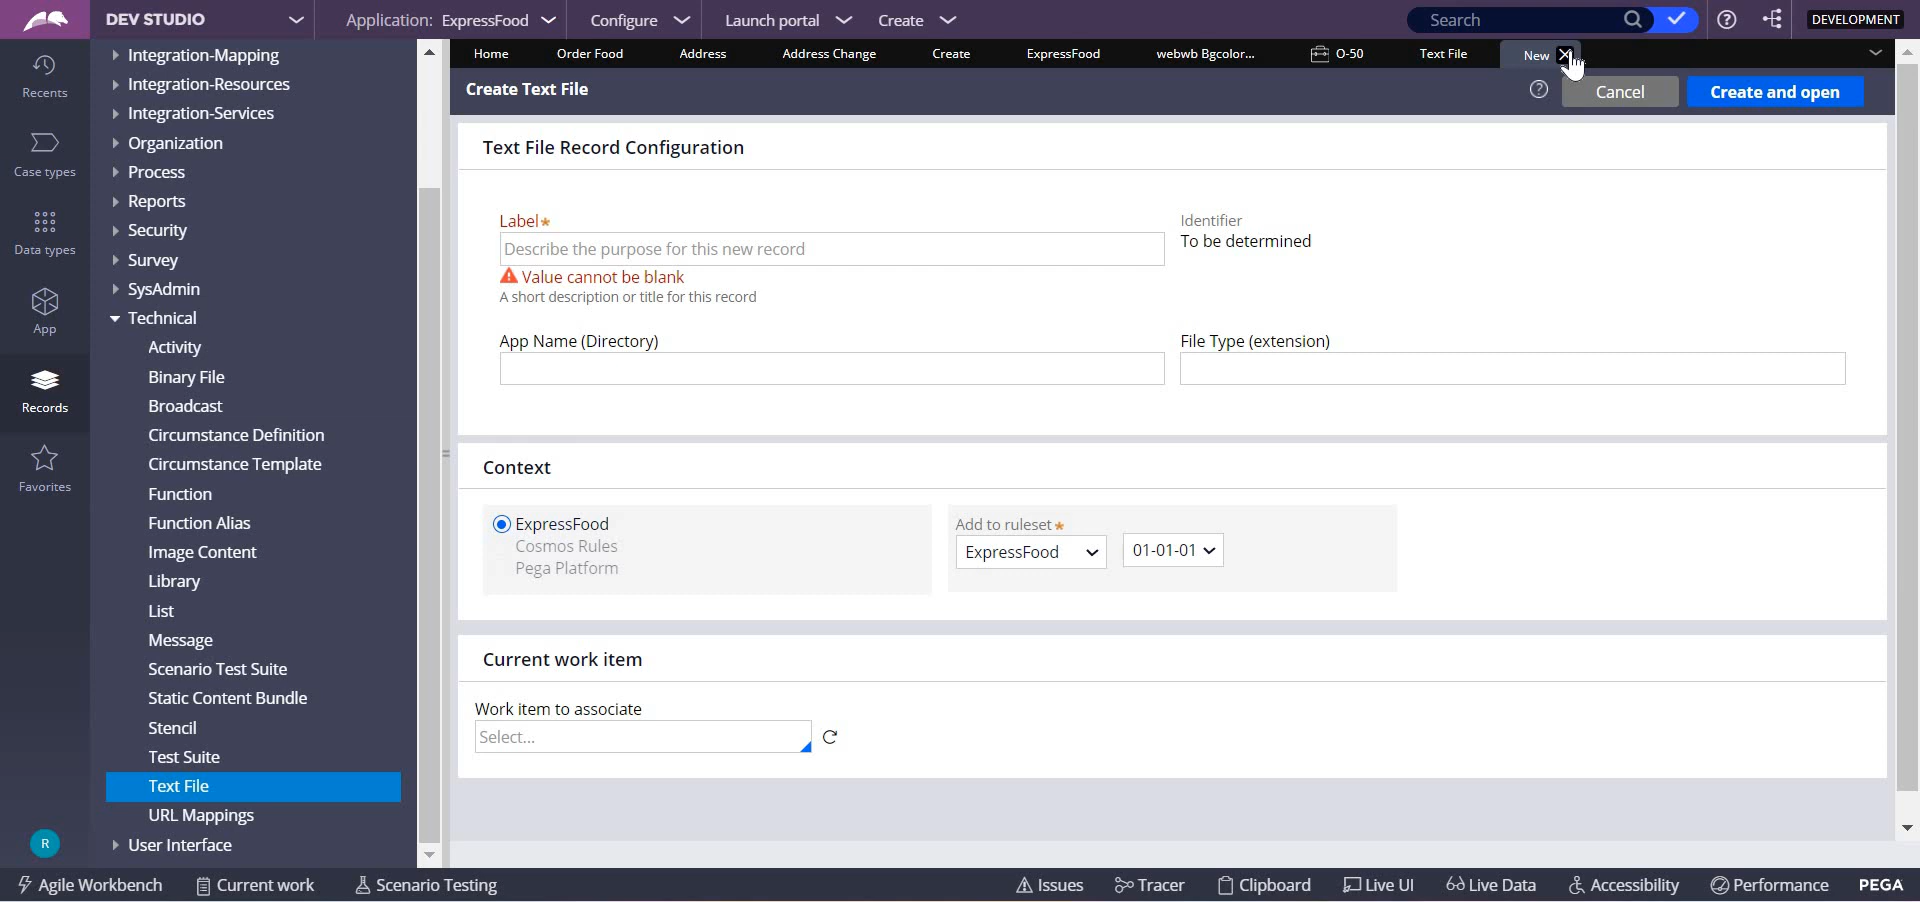 DEV STUDIO
Application: ExpressFood
Configure
Launch portal
Create
Search
DEVELOPMENT
Recents
Case types
Data types
App
Records
Favorites
R
Integration-Mapping
Integration-Resources
Integration-Services
Organization
Process
Reports
Security
Survey
SysAdmin
Technical
Activity
Binary File
Broadcast
Circumstance Definition
Circumstance Template
Function
Function Alias
Image Content
Library
List
Message
Scenario Test Suite
Static Content Bundle
Stencil
Test Suite
Text File
URL Mappings
User Interface
Home
Order Food
Address
Address Change
Create
ExpressFood
webwb Bgcolor...
O-50
Text File
New
Create Text File
Cancel
Create and open
Text File Record Configuration
Label*
Describe the purpose for this new record
Value cannot be blank
A short description or title for this record
Identifier
To be determined
App Name (Directory)
File Type (extension)
Context
ExpressFood
Cosmos Rules
Pega Platform
Add to ruleset*
ExpressFood
01-01-01
Current work item
Work item to associate
Select...
Agile Workbench
Current work
Scenario Testing
Issues
Tracer
Clipboard
Live UI
Live Data
Accessibility
Performance
PEGA